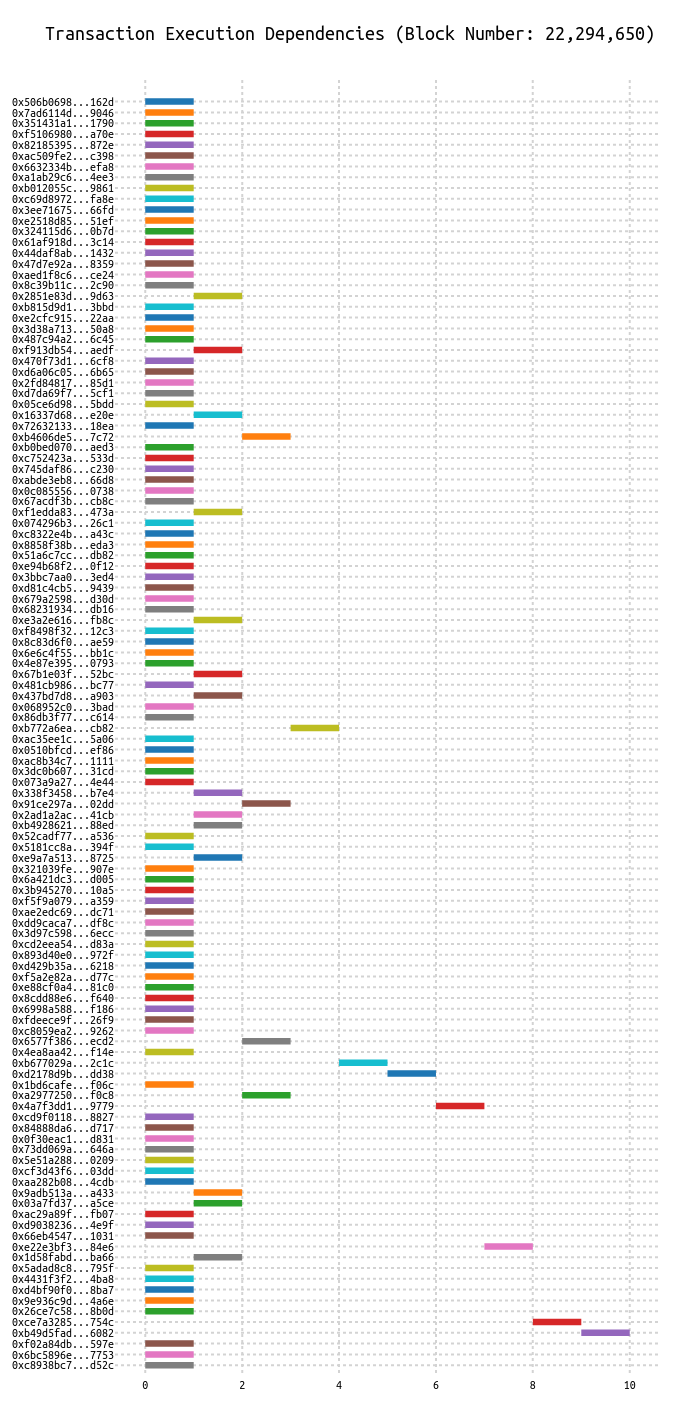 Transaction Execution Dependencies (Block Number: 22,294,650)
0x506b0698...162d
0x7ad6114d...9046
0x351431a1...1790
0xf5106980...a70e
0x82185395...872e
0xac509fe2...c398
0x6632334b...efa8
0xa1ab29c6...4ee3
0xb012055c...9861
0xc69d8972...fa8e
0x3ee71675...66fd
0xe2518d85...51ef
0x324115d6...0b7d
0x61af918d...3c14
0x44daf8ab...1432
0x47d7e92a...8359
0xaed1f8c6...ce24
0x8c39b11c...2c90
0x2851e83d...9d63
0xb815d9d1...3bbd
0xe2cfc915...22aa
0x3d38a713...50a8
0x487c94a2...6c45
0xf913db54...aedf
0x470f73d1...6cf8
0xd6a06c05...6b65
0x2fd84817...85d1
0xd7da69f7...5cf1
0x05ce6d98...5bdd
0x16337d68...e20e
0x72632133...18ea
0xb4606de5...7c72
0xb0bed070...aed3
0xc752423a...533d
0x745daf86...c230
0xabde3eb8...66d8
0x0c085556...0738
0x67acdf3b...cb8c
0xf1edda83...473a
0x074296b3...26c1
0xc8322e4b...a43c
0x8858f38b...eda3
0x51a6c7cc...db82
0xe94b68f2...0f12
0x3bbc7aa0...3ed4
0xd81c4cb5...9439
0x679a2598...d30d
0x68231934...db16
0xe3a2e616...fb8c
0xf8498f32...12c3
0x8c83d6f0...ae59
0x6e6c4f55...bb1c
0x4e87e395...0793
0x67b1e03f...52bc
0x481cb986...bc77
0x437bd7d8...a903
0x068952c0...3bad
0x86db3f77...c614
0xb772a6ea...cb82
0xac35ee1c...5a06
0x0510bfcd...ef86
0xac8b34c7...1111
0x3dc0b607...31cd
0x073a9a27...4e44
0x338f3458...b7e4
0x91ce297a...02dd
0x2ad1a2ac...41cb
0xb4928621...88ed
0x52cadf77...a536
0x5181cc8a...394f
0xe9a7a513...8725
0x321039fe...907e
0x6a421dc3...d005
0x3b945270...10a5
0xf5f9a079...a359
0xae2edc69...dc71
0xdd9caca7...df8c
0x3d97c598...6ecc
0xcd2eea54...d83a
0x893d40e0...972f
0xd429b35a...6218
0xf5a2e82a...d77c
0xe88cf0a4...81c0
0x8cdd88e6...f640
0x6998a588...f186
0xfdeece9f...26f9
0xc8059ea2...9262
0x6577f386...ecd2
0x4ea8aa42...f14e
0xb677029a...2c1c
0xd2178d9b...dd38
0x1bd6cafe...f06c
0xa2977250...f0c8
0x4a7f3dd1...9779
0xcd9f0118...8827
0x84888da6...d717
0x0f30eac1...d831
0x73dd069a...646a
0x5e51a288...0209
0xcf3d43f6...03dd
0xaa282b08...4cdb
0x9adb513a...a433
0x03a7fd37...a5ce
0xac29a89f...fb07
0xd9038236...4e9f
0x66eb4547...1031
0xe22e3bf3...84e6
0x1d58fabd...ba66
0x5adad8c8...795f
0x4431f3f2...4ba8
0xd4bf90f0...8ba7
0x9e936c9d...4a6e
0x26ce7c58...8b0d
0xce7a3285...754c
0xb49d5fad...6082
0xf02a84db...597e
0x6bc5896e...7753
0xc8938bc7...d52c
0 2 4 6 8 10